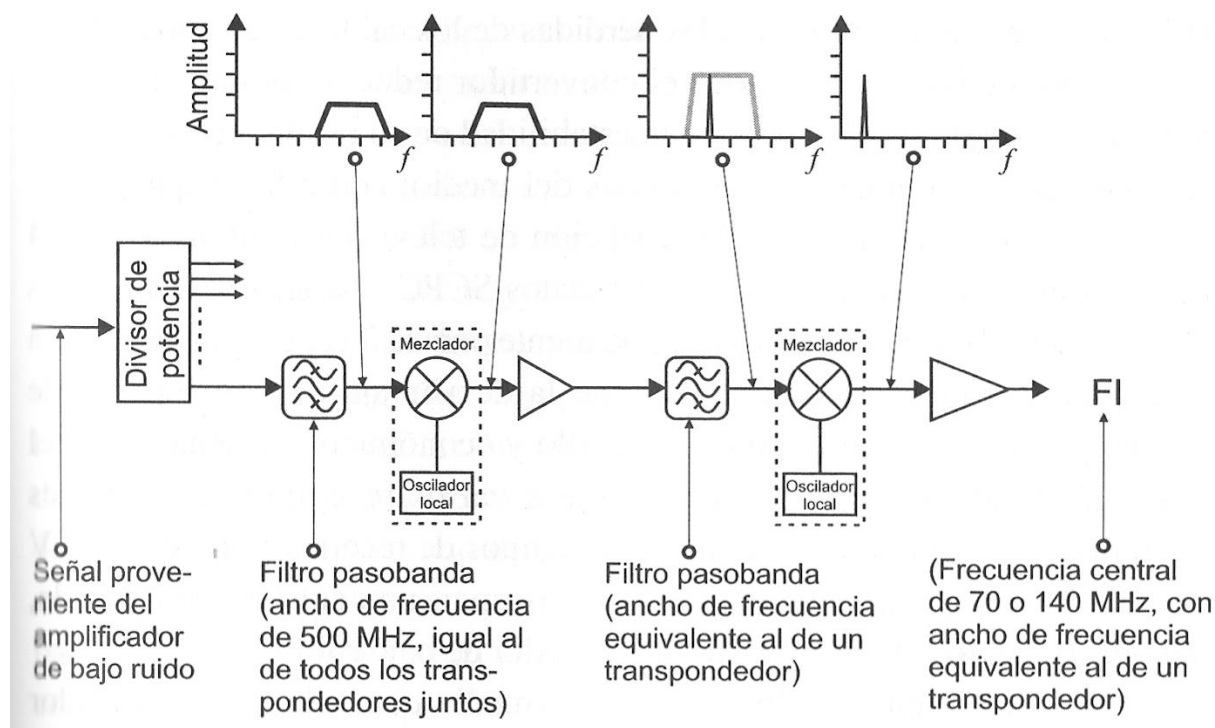 Amplitud
f
f
f
f
Divisor de
potencia
Mezclador
Oscilador
local
Mezclador
Oscilador
local
FI
Señal prove-
niente del
amplificador
de bajo ruido
Filtro pasobanda
(ancho de frecuencia
de 500 MHz, igual al
de todos los trans-
pondedores juntos)
Filtro pasobanda
(ancho de frecuencia
equivalente al de un
transpondedor)
(Frecuencia central
de 70 o 140 MHz, con
ancho de frecuencia
equivalente al de un
transpondedor)